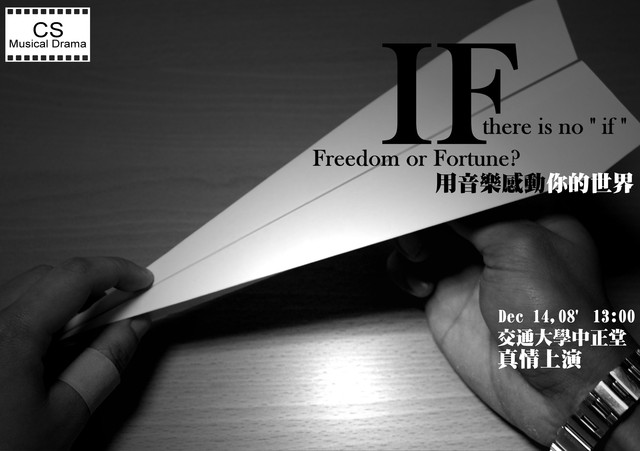 CS
Musical Drama
IF
there is no " if "
Freedom or Fortune?
用音樂感動你的世界
Dec 14,08' 13:00
交通大學中正堂
真情上演